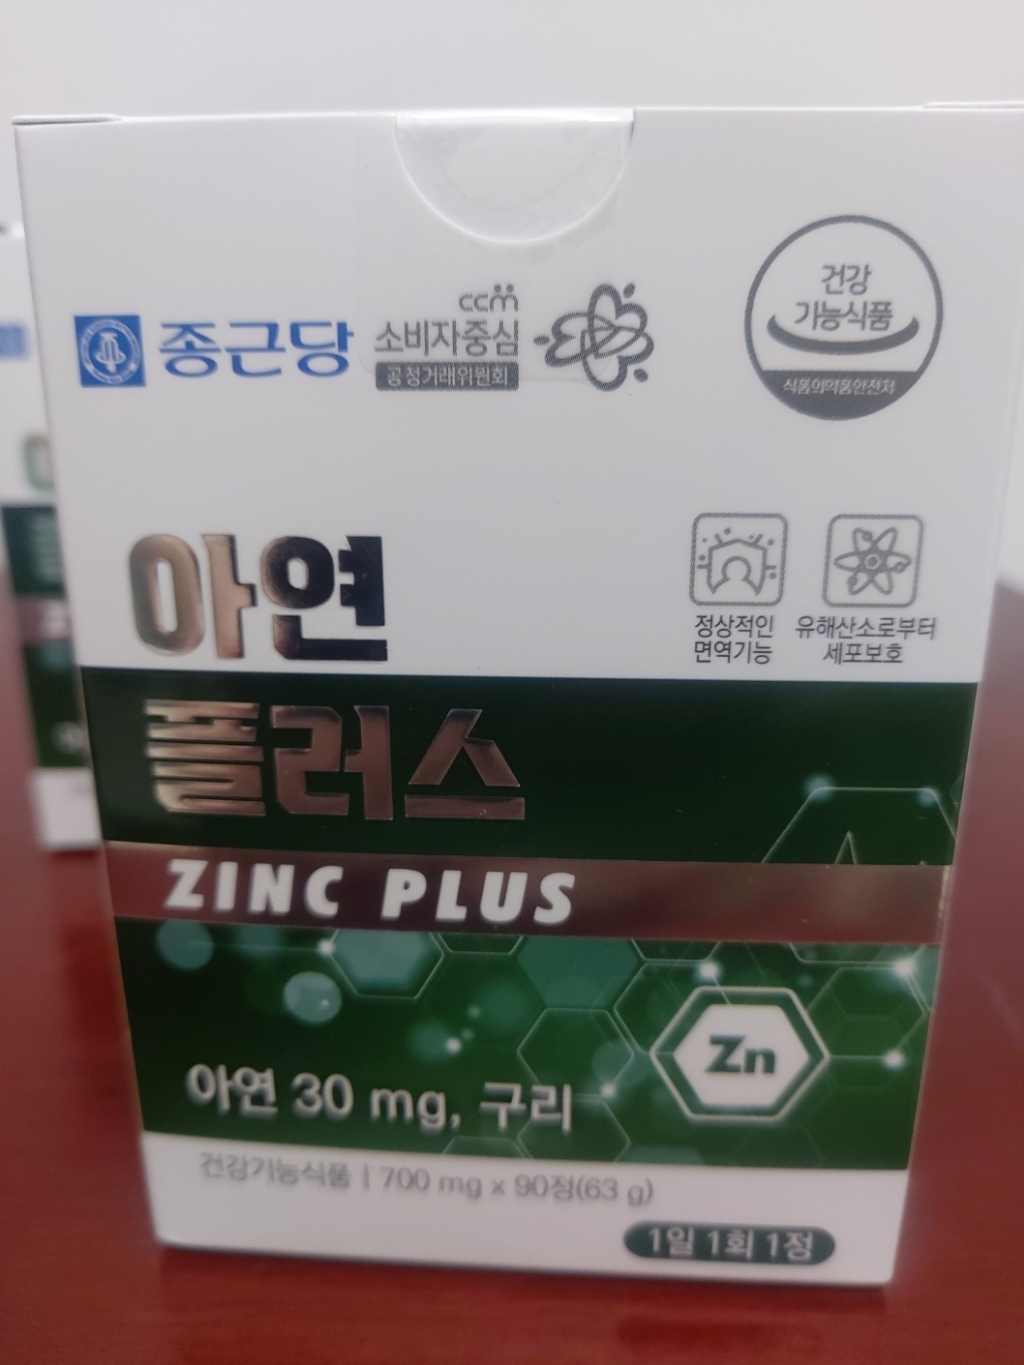 종근당
ccm
소비자중심
공정거래위원회
건강
기능식품
식품의약품안전처
아연
정상적인
면역기능
유해산소로부터
세포보호
플러스
ZINC PLUS
Zn
아연 30 mg, 구리
건강기능식품 | 700 mg x 90정(63 g)
1일 1회 1정